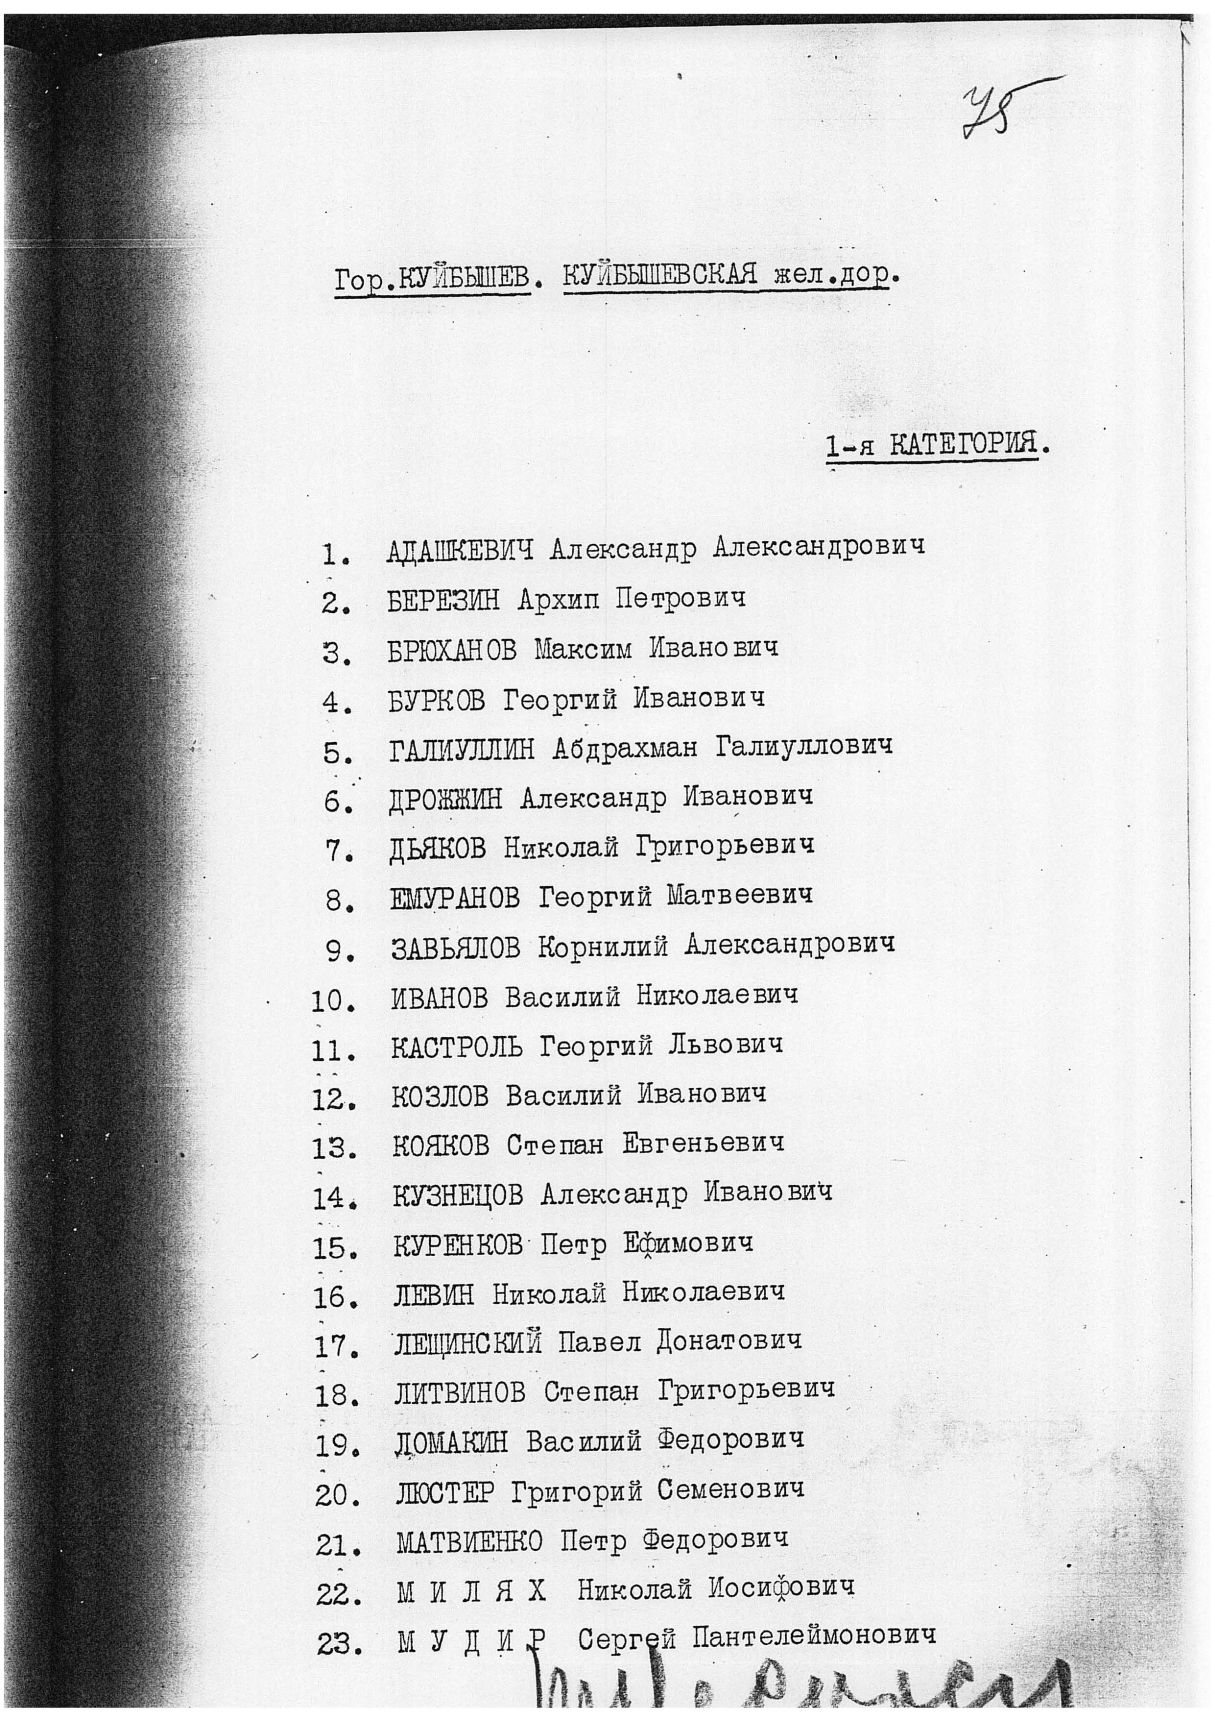 75
Гор.КУЙБЫШЕВ. КУЙБЫШЕВСКАЯ жел.дор.
1-я КАТЕГОРИЯ.
1. АДАШКЕВИЧ Александр Александрович
2. БЕРЕЗИН Архип Петрович
3. БРЮХАНОВ Максим Иванович
4. БУРКОВ Георгий Иванович
5. ГАЛИУЛЛИН Абдрахман Галиуллович
6. ДРОЖЖИН Александр Иванович
7. ДЬЯКОВ Николай Григорьевич
8. ЕМУРАНОВ Георгий Матвеевич
9. ЗАВЬЯЛОВ Корнилий Александрович
10. ИВАНОВ Василий Николаевич
11. КАСТРОЛЬ Георгий Львович
12. КОЗЛОВ Василий Иванович
13. КОЯКОВ Степан Евгеньевич
14. КУЗНЕЦОВ Александр Иванович
15. КУРЕНКОВ Петр Ефимович
16. ЛЕВИН Николай Николаевич
17. ЛЕЩИНСКИЙ Павел Донатович
18. ЛИТВИНОВ Степан Григорьевич
19. ДОМАКИН Василий Федорович
20. ЛЮСТЕР Григорий Семенович
21. МАТВИЕНКО Петр Федорович
22. М И Л Я Х Николай Иосифович
23. М У Д И Р Сергей Пантелеймонович